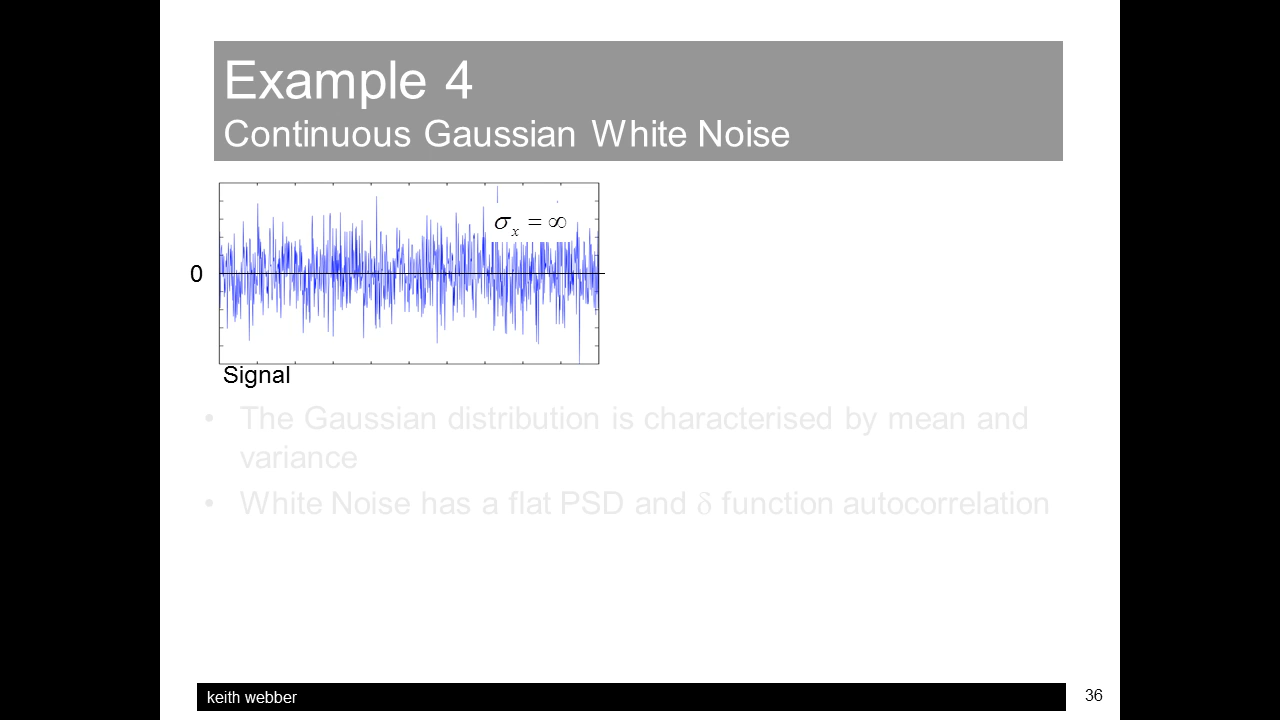 Example 4
Continuous Gaussian White Noise
σx = ∞
0
Signal
• The Gaussian distribution is characterised by mean and
variance
• White Noise has a flat PSD and δ function autocorrelation
keith webber
36